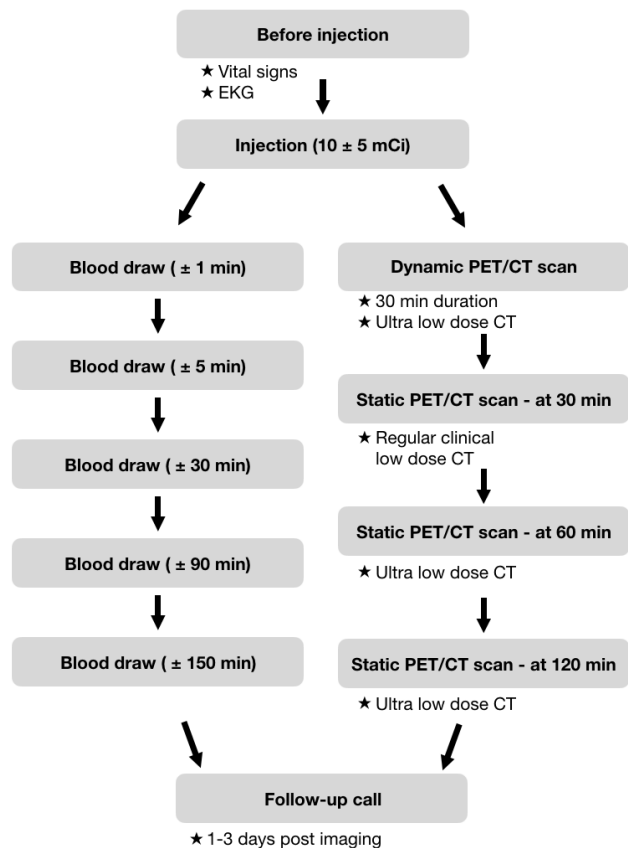 Before injection
★ Vital signs
★ EKG
Injection (10 ± 5 mCi)
Blood draw ( ± 1 min)
Blood draw ( ± 5 min)
Blood draw ( ± 30 min)
Blood draw ( ± 90 min)
Blood draw ( ± 150 min)
Dynamic PET/CT scan
★ 30 min duration
★ Ultra low dose CT
Static PET/CT scan - at 30 min
★ Regular clinical
low dose CT
Static PET/CT scan - at 60 min
★ Ultra low dose CT
Static PET/CT scan - at 120 min
★ Ultra low dose CT
Follow-up call
★ 1-3 days post imaging